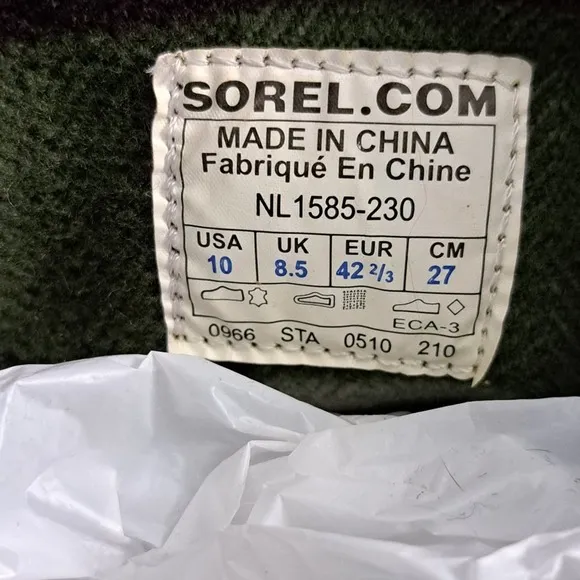 SOREL.COM
MADE IN CHINA
Fabriqué En Chine
NL1585-230
USA UK EUR CM
10 8.5 42 2/3 27
ECA-3
0966 STA 0510 210